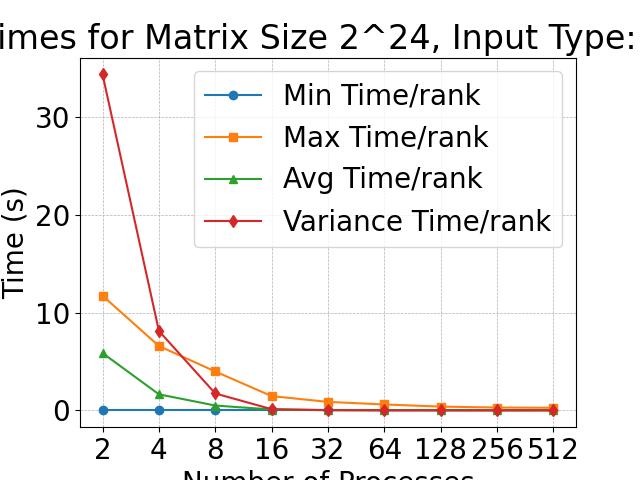 imes for Matrix Size 2^24, Input Type:
Min Time/rank
Max Time/rank
Avg Time/rank
Variance Time/rank
Time (s)
30
20
10
0
2 4 8 16 32 64 128 256 512
Number of Processes